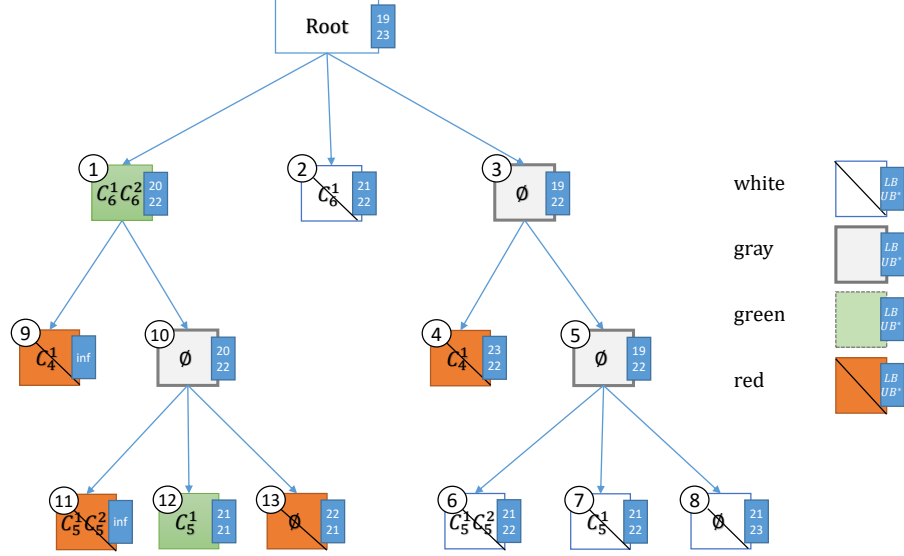 Root
19
23
1
C₆¹C₆²
20
22
2
C₆¹
21
22
3
∅
19
22
white
LB
UB*
gray
LB
UB*
green
LB
UB*
red
LB
UB*
9
C₄¹
inf
10
∅
20
22
4
C₄¹
23
22
5
∅
19
22
11
C₅¹C₅²
inf
12
C₅¹
21
21
13
∅
22
21
6
C₅¹C₅²
21
22
7
C₅¹
21
22
8
∅
21
23